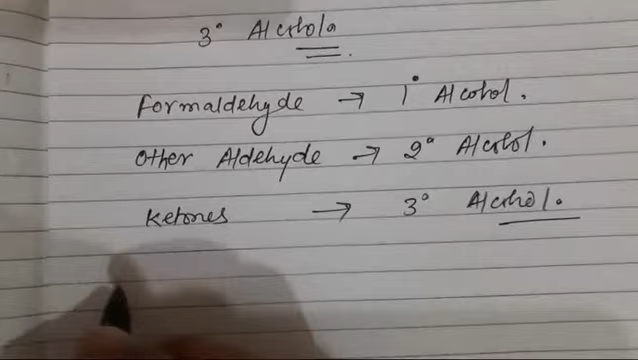 3° Alcohols
Formaldehyde → 1° Alcohol.
Other Aldehyde → 2° Alcohol.
Ketones → 3° Alcohol.